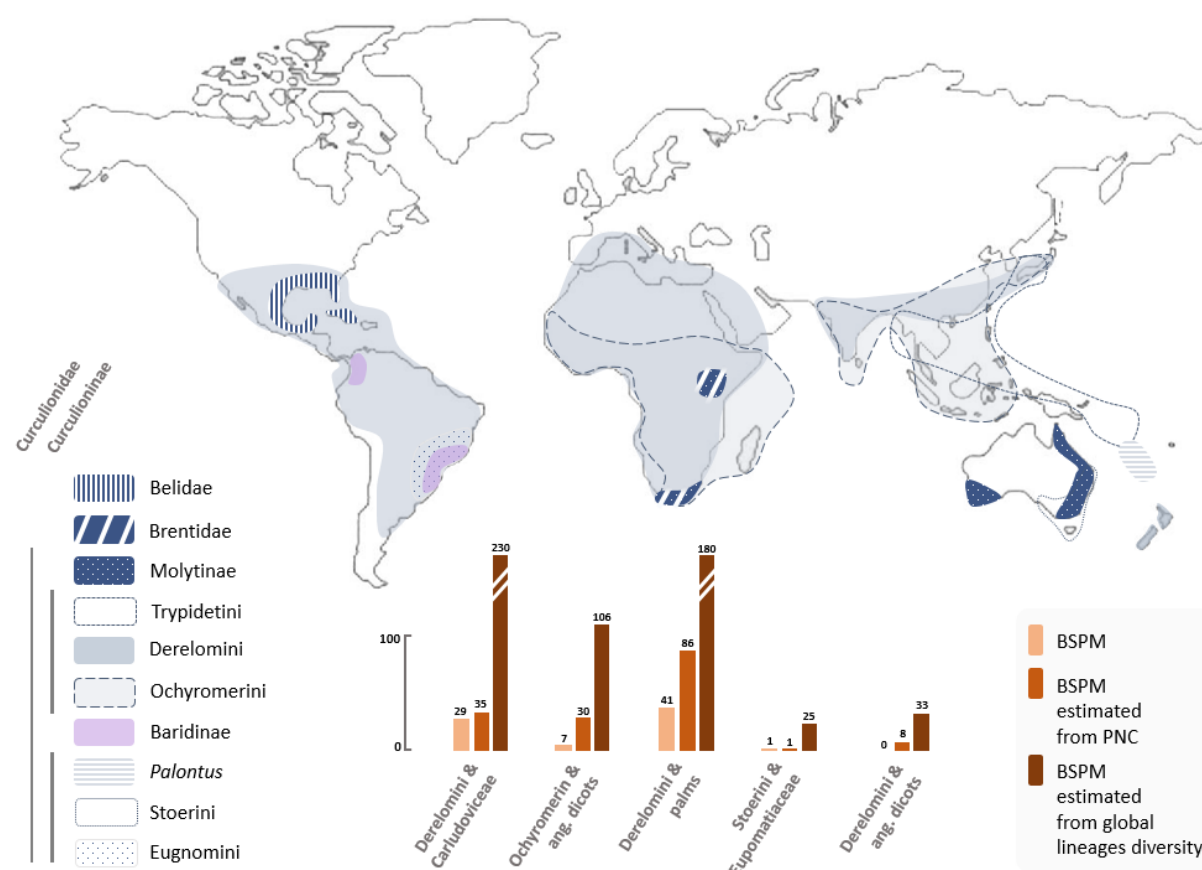 Curculionidae
Curculioninae
Belidae
Brentidae
Molytinae
Trypidetini
Derelomini
Ochyromerini
Baridinae
Palontus
Stoerini
Eugnomini
100
0
29
35
230
7
30
106
41
86
180
1
1
25
0
8
33
Derelomini &
Carludoviceae
Ochyromerin &
ang. dicots
Derelomini &
palms
Stoerini &
Eupomatiaceae
Derelomini &
ang. dicots
BSPM
BSPM
estimated
from PNC
BSPM
estimated
from global
lineages diversity